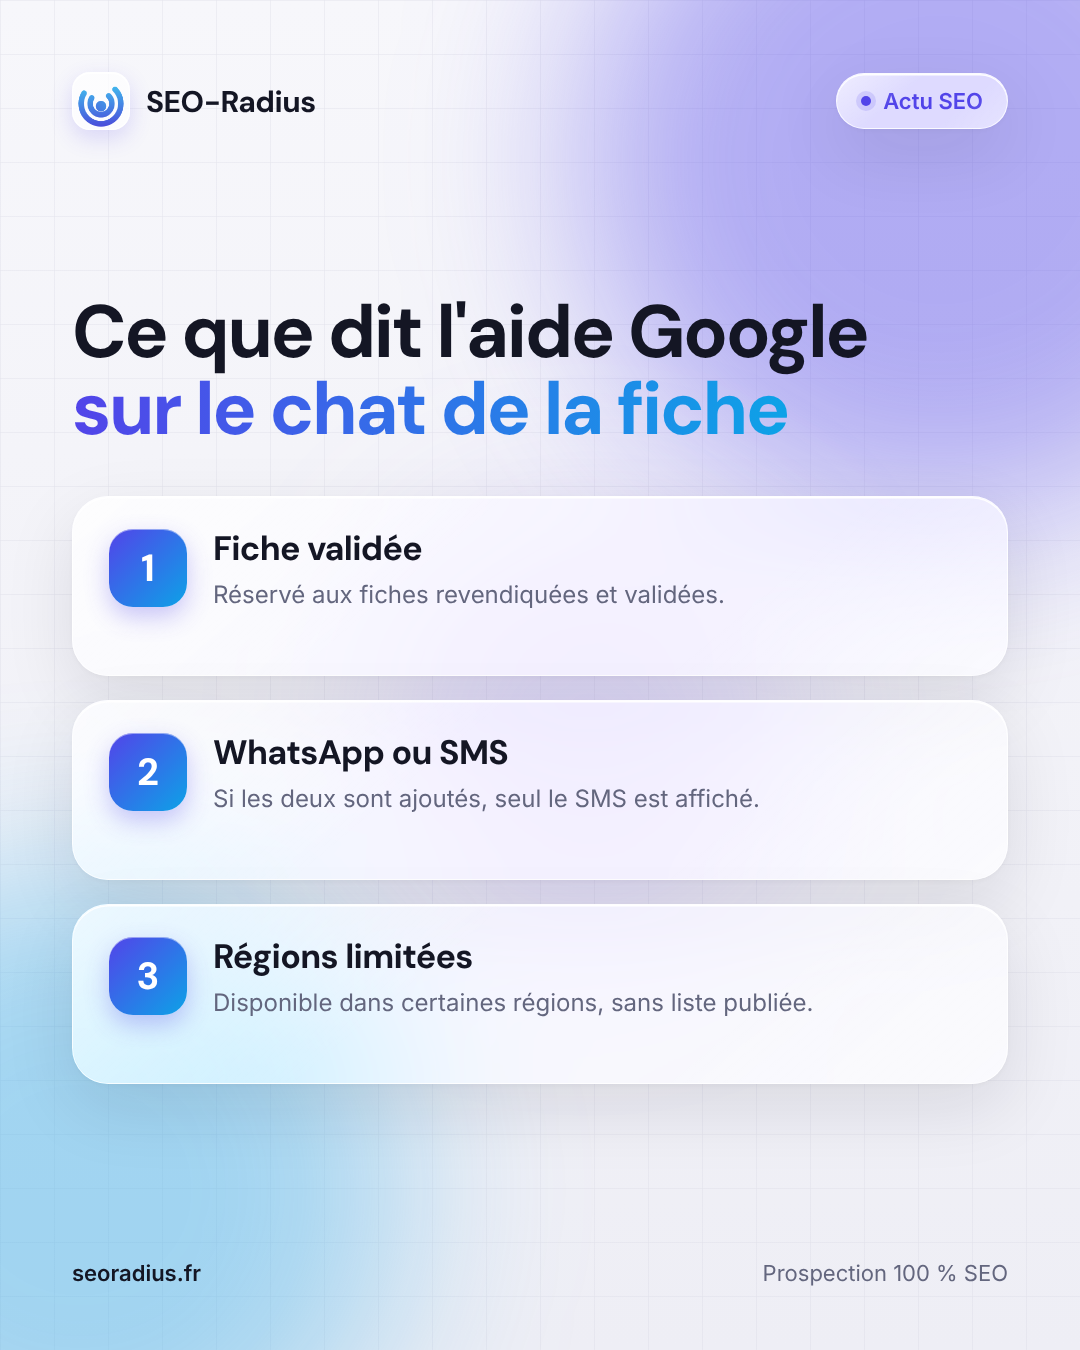 SEO-Radius
Actu SEO
Ce que dit l'aide Google
sur le chat de la fiche
1
Fiche validée
Réservé aux fiches revendiquées et validées.
2
WhatsApp ou SMS
Si les deux sont ajoutés, seul le SMS est affiché.
3
Régions limitées
Disponible dans certaines régions, sans liste publiée.
seoradius.fr
Prospection 100 % SEO